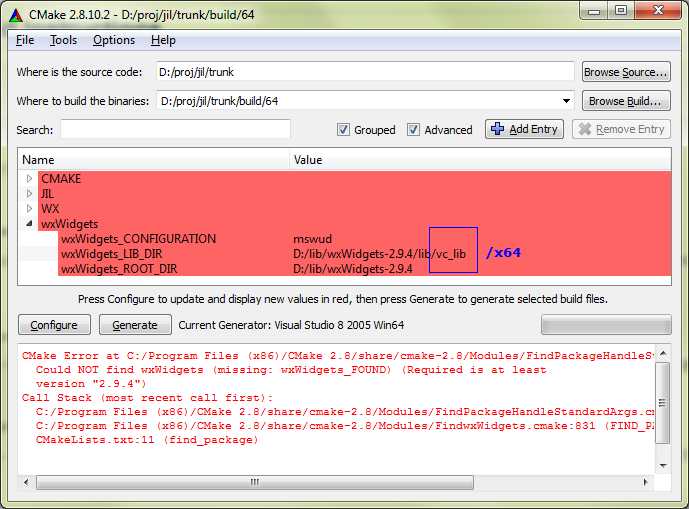 CMake 2.8.10.2 - D:/proj/jil/trunk/build/64
File Tools Options Help
Where is the source code: D:/proj/jil/trunk Browse Source...
Where to build the binaries: D:/proj/jil/trunk/build/64 Browse Build...
Search: Grouped Advanced Add Entry Remove Entry
Name Value
CMAKE
JIL
WX
wxWidgets
wxWidgets_CONFIGURATION mswud
wxWidgets_LIB_DIR D:/lib/wxWidgets-2.9.4/lib/vc_lib /x64
wxWidgets_ROOT_DIR D:/lib/wxWidgets-2.9.4
Press Configure to update and display new values in red, then press Generate to generate selected build files.
Configure Generate Current Generator: Visual Studio 8 2005 Win64
CMake Error at C:/Program Files (x86)/CMake 2.8/share/cmake-2.8/Modules/FindPackageHandleSt
Could NOT find wxWidgets (missing: wxWidgets_FOUND) (Required is at least
version "2.9.4")
Call Stack (most recent call first):
C:/Program Files (x86)/CMake 2.8/share/cmake-2.8/Modules/FindPackageHandleStandardArgs.cm
C:/Program Files (x86)/CMake 2.8/share/cmake-2.8/Modules/FindwxWidgets.cmake:831 (FIND_PA
CMakeLists.txt:11 (find_package)